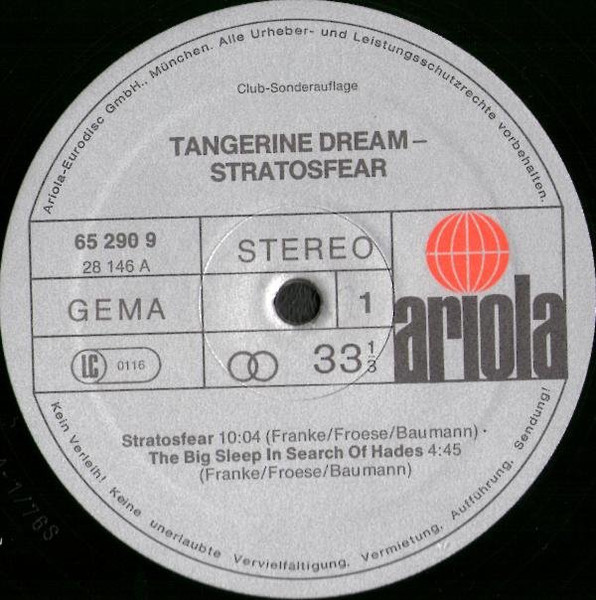 Ariola-Eurodisc GmbH., München. Alle Urheber- und Leistungsschutzrechte vorbehalten.
Club-Sonderauflage
TANGERINE DREAM–
STRATOSFEAR
65 290 9
28 146 A
STEREO
GEMA
1
ariola
LC 0116
33 1/3
Stratosfear 10:04 (Franke/Froese/Baumann) ·
The Big Sleep In Search Of Hades 4:45
(Franke/Froese/Baumann)
Kein Verleih! Keine unerlaubte Vervielfältigung, Vermietung, Aufführung, Sendung!